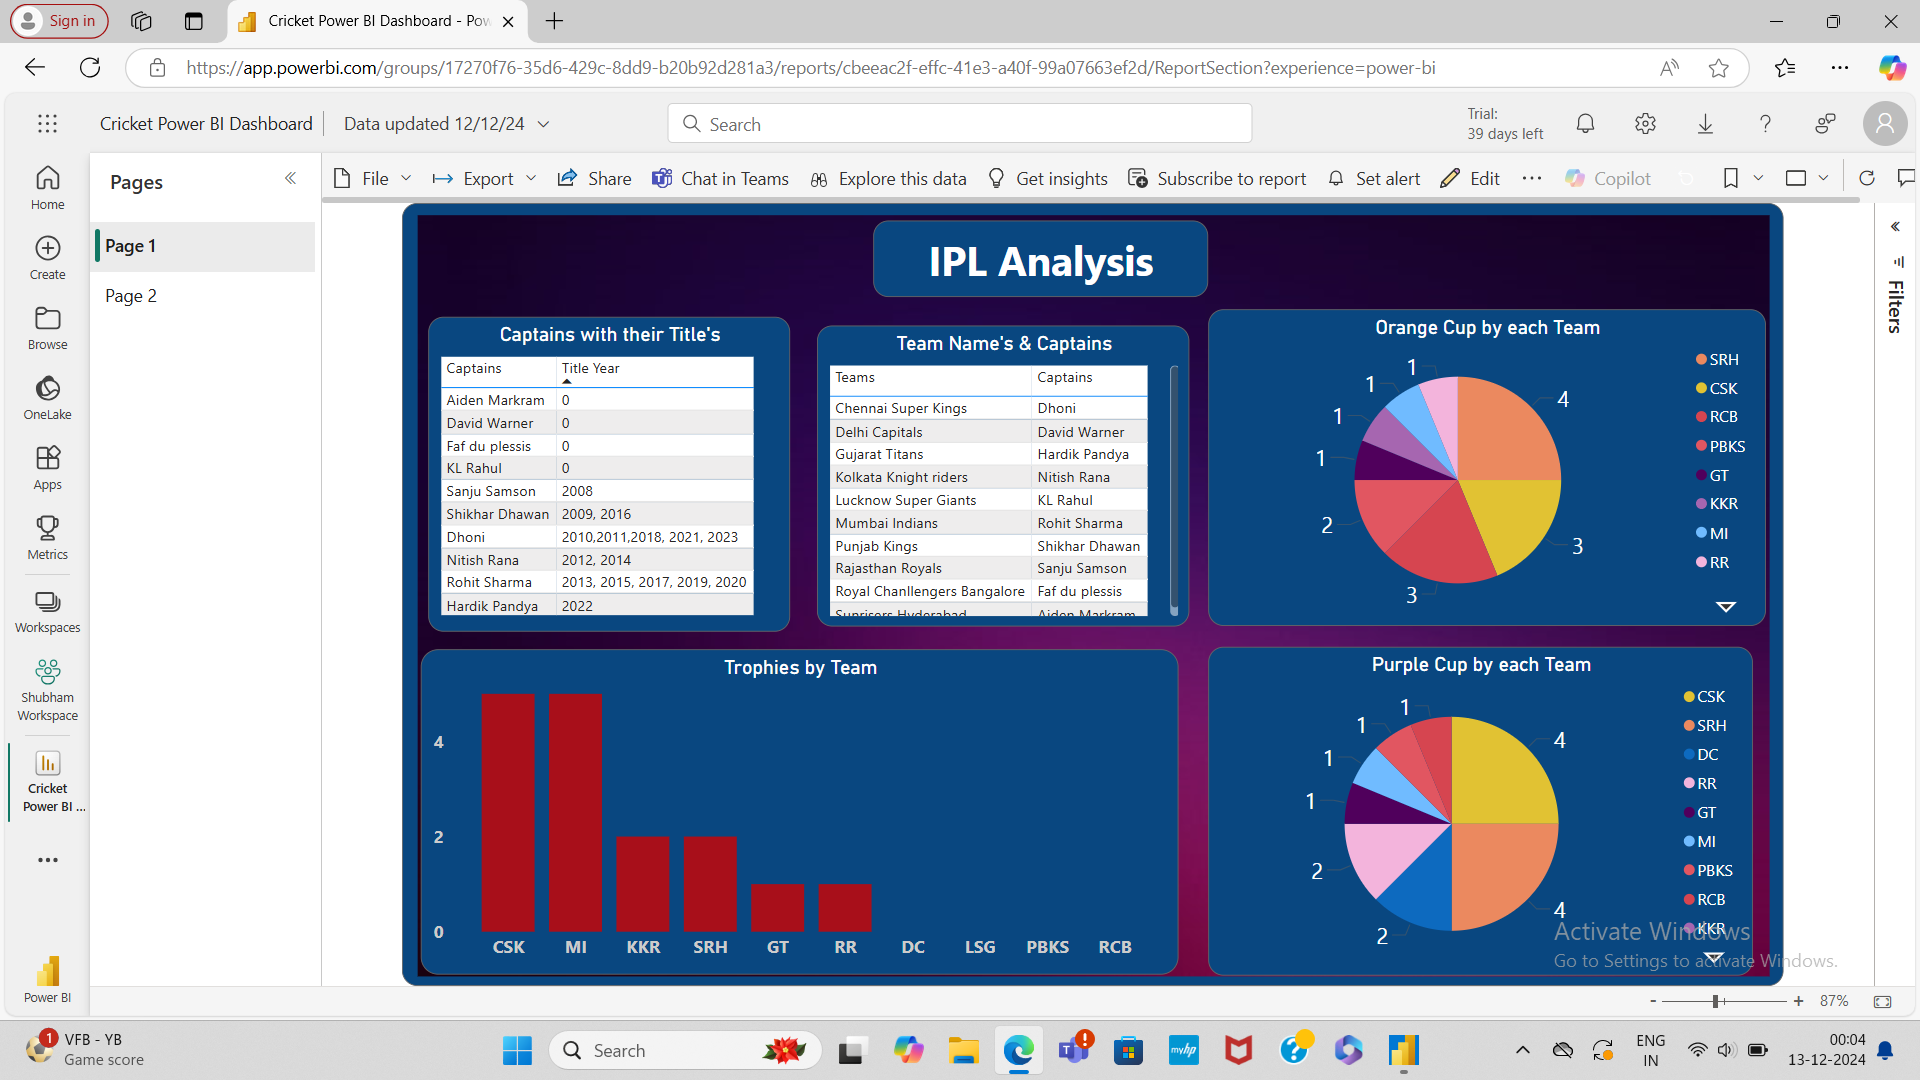 Sign in
Cricket Power BI Dashboard - Pow
https://app.powerbi.com/groups/17270f76-35d6-429c-8dd9-b20b92d281a3/reports/cbeeac2f-effc-41e3-a40f-99a07663ef2d/ReportSection?experience=power-bi
Cricket Power BI Dashboard
Data updated 12/12/24
Search
Trial:
39 days left
Home
Create
Browse
OneLake
Apps
Metrics
Workspaces
Shubham
Workspace
Cricket
Power BI ...
Power BI
Pages
Page 1
Page 2
File
Export
Share
Chat in Teams
Explore this data
Get insights
Subscribe to report
Set alert
Edit
Copilot
Filters
IPL Analysis
Captains with their Title's
Captains Title Year
Aiden Markram 0
David Warner 0
Faf du plessis 0
KL Rahul 0
Sanju Samson 2008
Shikhar Dhawan 2009, 2016
Dhoni 2010,2011,2018, 2021, 2023
Nitish Rana 2012, 2014
Rohit Sharma 2013, 2015, 2017, 2019, 2020
Hardik Pandya 2022
Team Name's & Captains
Teams Captains
Chennai Super Kings Dhoni
Delhi Capitals David Warner
Gujarat Titans Hardik Pandya
Kolkata Knight riders Nitish Rana
Lucknow Super Giants KL Rahul
Mumbai Indians Rohit Sharma
Punjab Kings Shikhar Dhawan
Rajasthan Royals Sanju Samson
Royal Chanllengers Bangalore Faf du plessis
Sunrisers Hyderabad Aiden Markram
Orange Cup by each Team
4
3
3
2
1
1
1
1
SRH
CSK
RCB
PBKS
GT
KKR
MI
RR
Trophies by Team
4
2
0
CSK MI KKR SRH GT RR DC LSG PBKS RCB
Purple Cup by each Team
4
4
2
2
1
1
1
1
CSK
SRH
DC
RR
GT
MI
PBKS
RCB
KKR
Activate Windows
Go to Settings to activate Windows.
- + 87%
1
VFB - YB
Game score
Search
myhp
ENG
IN
00:04
13-12-2024